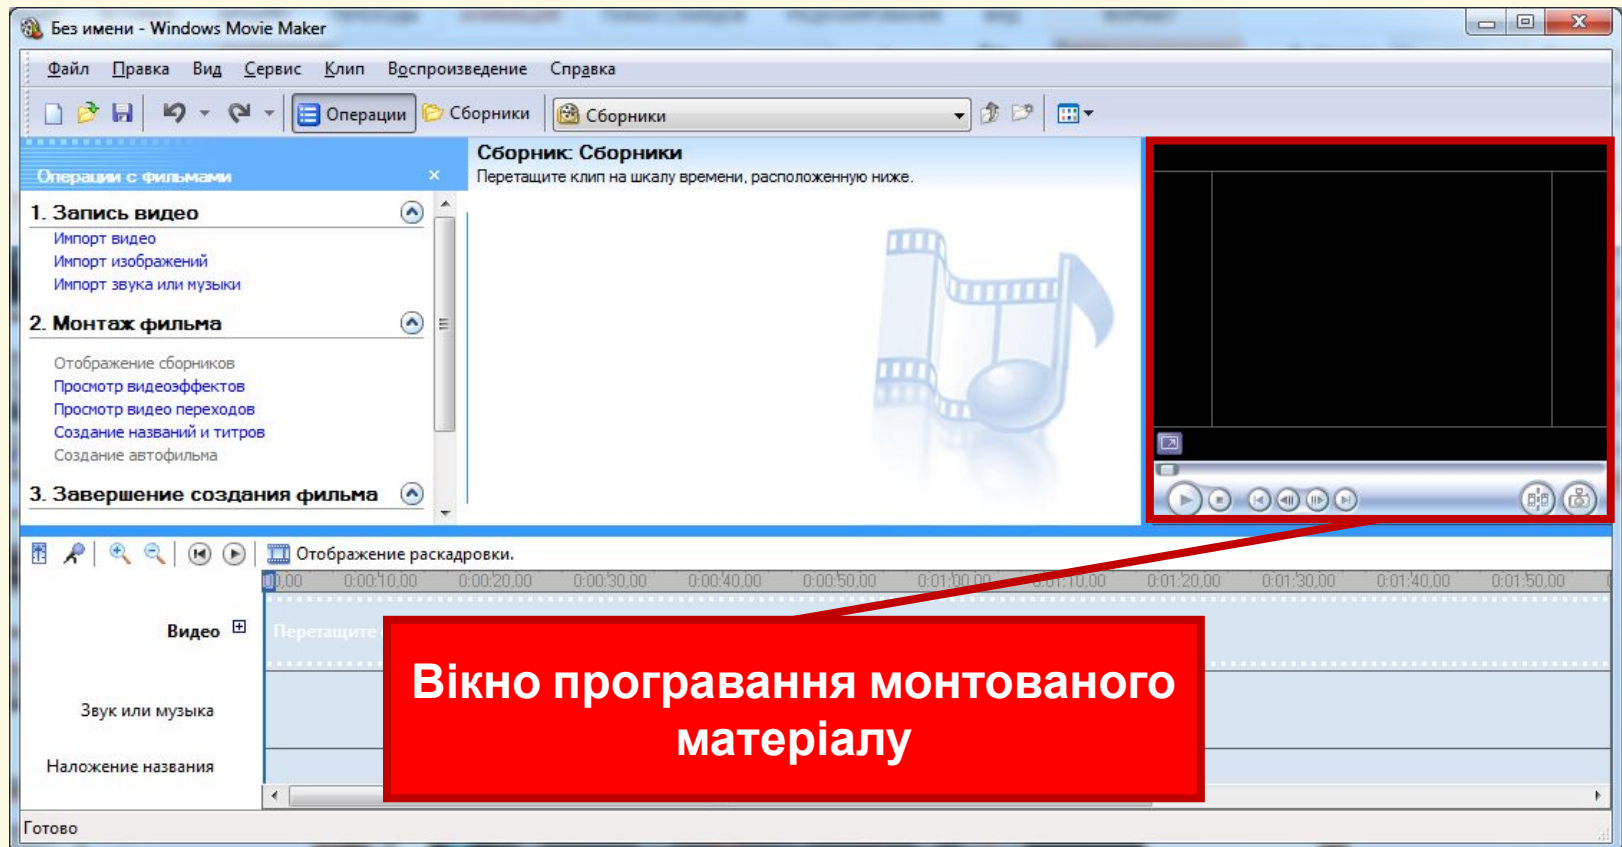 Без имени - Windows Movie Maker
Файл Правка Вид Сервис Клип Воспроизведение Справка
Операции Сборники Сборники
Операции с фильмами
Сборник: Сборники
Перетащите клип на шкалу времени, расположенную ниже.
1. Запись видео
Импорт видео
Импорт изображений
Импорт звука или музыки
2. Монтаж фильма
Отображение сборников
Просмотр видеоэффектов
Просмотр видео переходов
Создание названий и титров
Создание автофильма
3. Завершение создания фильма
Отображение раскадровки.
0:00:10,00 0:00:20,00 0:00:30,00 0:00:40,00 0:00:50,00 0:01:00,00 0:01:10,00 0:01:20,00 0:01:30,00 0:01:40,00 0:01:50,00
Видео
Перетащите
Звук или музыка
Наложение названия
Вікно програвання монтованого
матеріалу
Готово